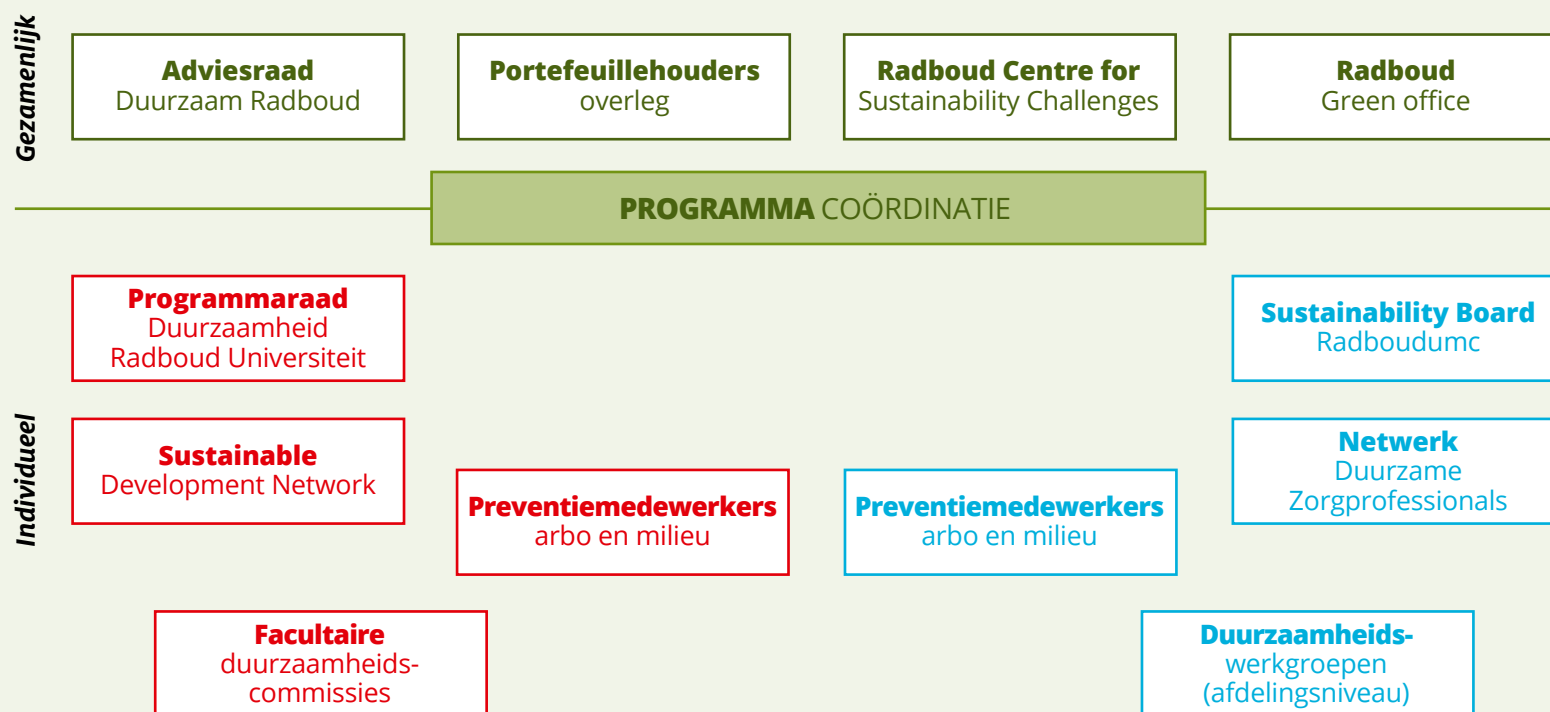 Gezamenlijk
Adviesraad
Duurzaam Radboud
Portefeuillehouders
overleg
Radboud Centre for
Sustainability Challenges
Radboud
Green office
PROGRAMMA COÖRDINATIE
Individueel
Programmaraad
Duurzaamheid
Radboud Universiteit
Sustainability Board
Radboudumc
Sustainable
Development Network
Preventiemedewerkers
arbo en milieu
Preventiemedewerkers
arbo en milieu
Netwerk
Duurzame
Zorgprofessionals
Facultaire
duurzaamheids-
commissies
Duurzaamheids-
werkgroepen
(afdelingsniveau)